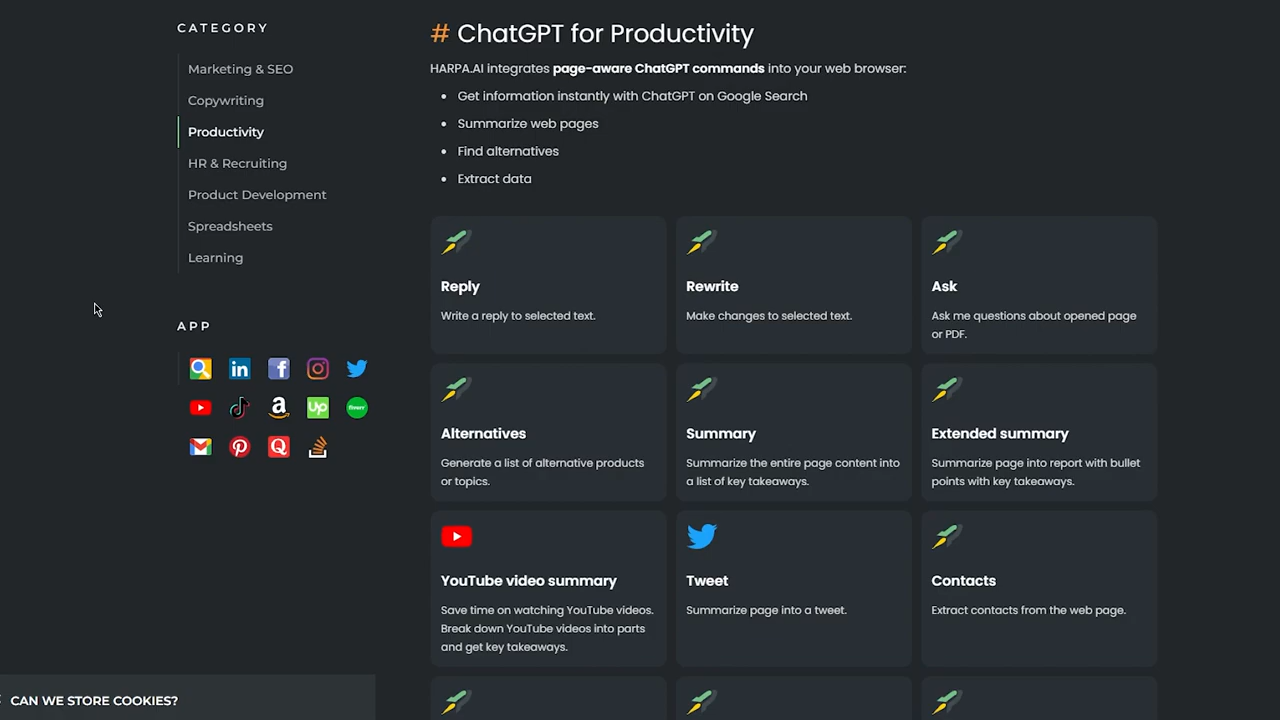 CATEGORY
Marketing & SEO
Copywriting
Productivity
HR & Recruiting
Product Development
Spreadsheets
Learning
APP
in
f
a
Up
fiverr
Q
# ChatGPT for Productivity
HARPA.AI integrates page-aware ChatGPT commands into your web browser:
• Get information instantly with ChatGPT on Google Search
• Summarize web pages
• Find alternatives
• Extract data
Reply
Write a reply to selected text.
Rewrite
Make changes to selected text.
Ask
Ask me questions about opened page
or PDF.
Alternatives
Generate a list of alternative products
or topics.
Summary
Summarize the entire page content into
a list of key takeaways.
Extended summary
Summarize page into report with bullet
points with key takeaways.
YouTube video summary
Save time on watching YouTube videos.
Break down YouTube videos into parts
and get key takeaways.
Tweet
Summarize page into a tweet.
Contacts
Extract contacts from the web page.
CAN WE STORE COOKIES?